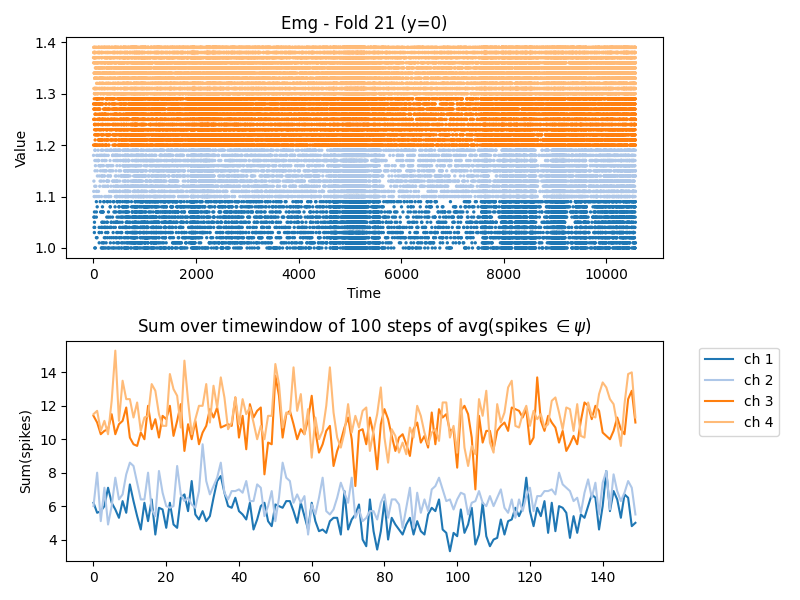 Emg - Fold 21 (y=0)
1.4
1.3
1.2
1.1
1.0
Value
0 2000 4000 6000 8000 10000
Time
Sum over timewindow of 100 steps of avg(spikes ∈ ψ)
14
12
10
8
6
4
Sum(spikes)
0 20 40 60 80 100 120 140
ch 1
ch 2
ch 3
ch 4